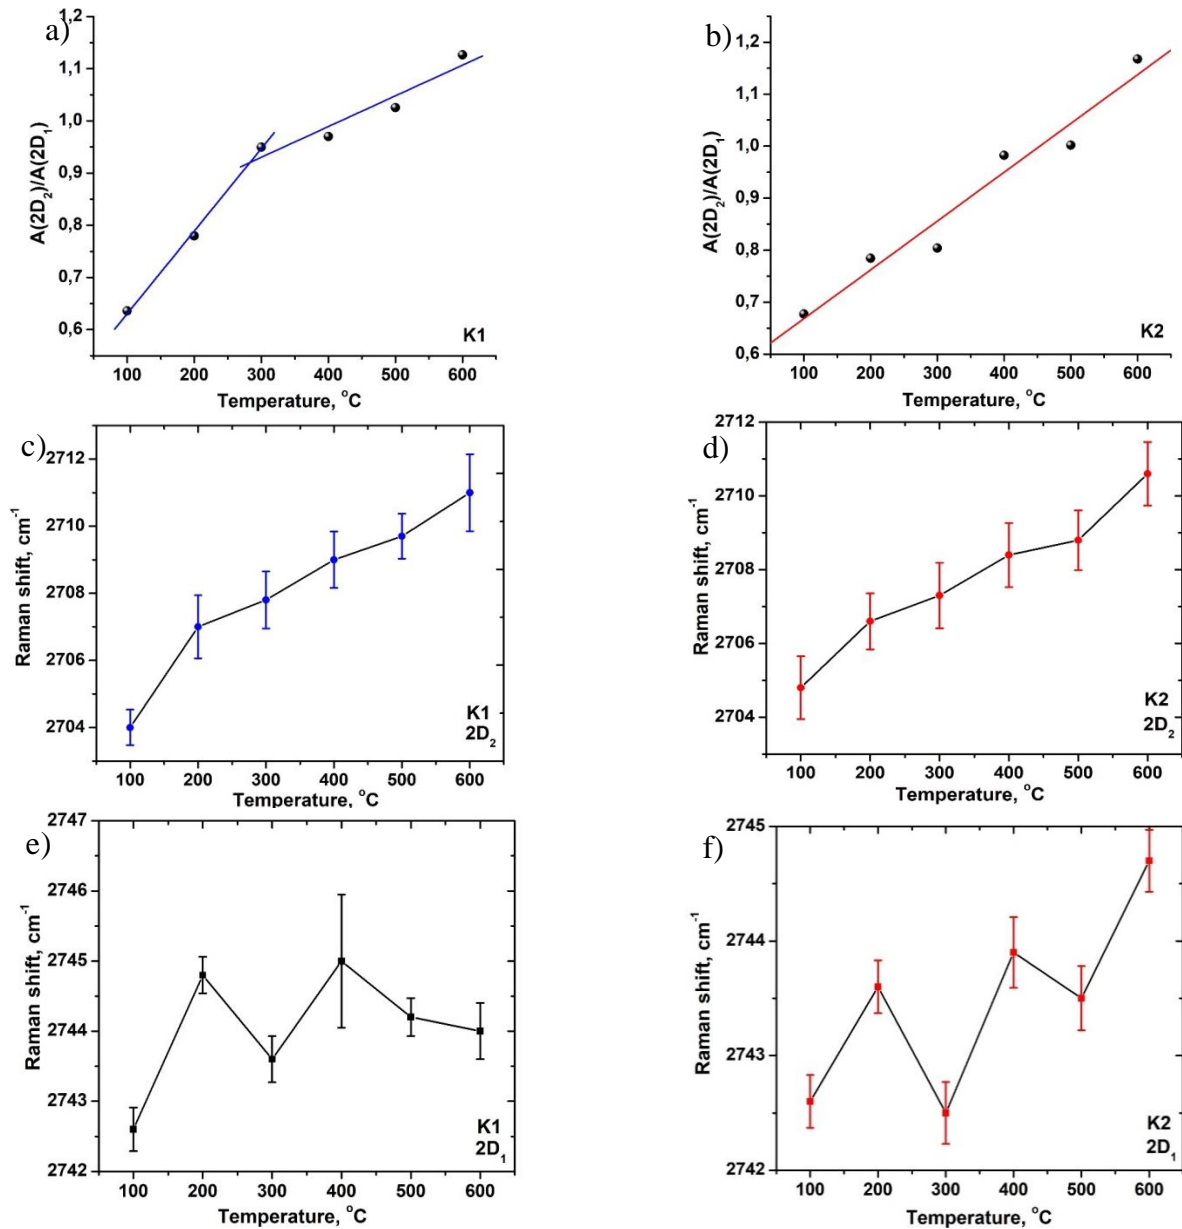 a)
1,2
1,1
1,0
0,9
0,8
0,7
0,6
A(2D₂)/A(2D₁)
K1
100 200 300 400 500 600
Temperature, °C
b)
1,2
1,1
1,0
0,9
0,8
0,7
0,6
A(2D₂)/A(2D₁)
K2
100 200 300 400 500 600
Temperature, °C
c)
2712
2710
2708
2706
2704
Raman shift, cm⁻¹
K1
2D₂
100 200 300 400 500 600
Temperature, °C
d)
2712
2710
2708
2706
2704
Raman shift, cm⁻¹
K2
2D₂
100 200 300 400 500 600
Temperature, °C
e)
2747
2746
2745
2744
2743
2742
Raman shift, cm⁻¹
K1
2D₁
100 200 300 400 500 600
Temperature, °C
f)
2745
2744
2743
2742
Raman shift, cm⁻¹
K2
2D₁
100 200 300 400 500 600
Temperature, °C